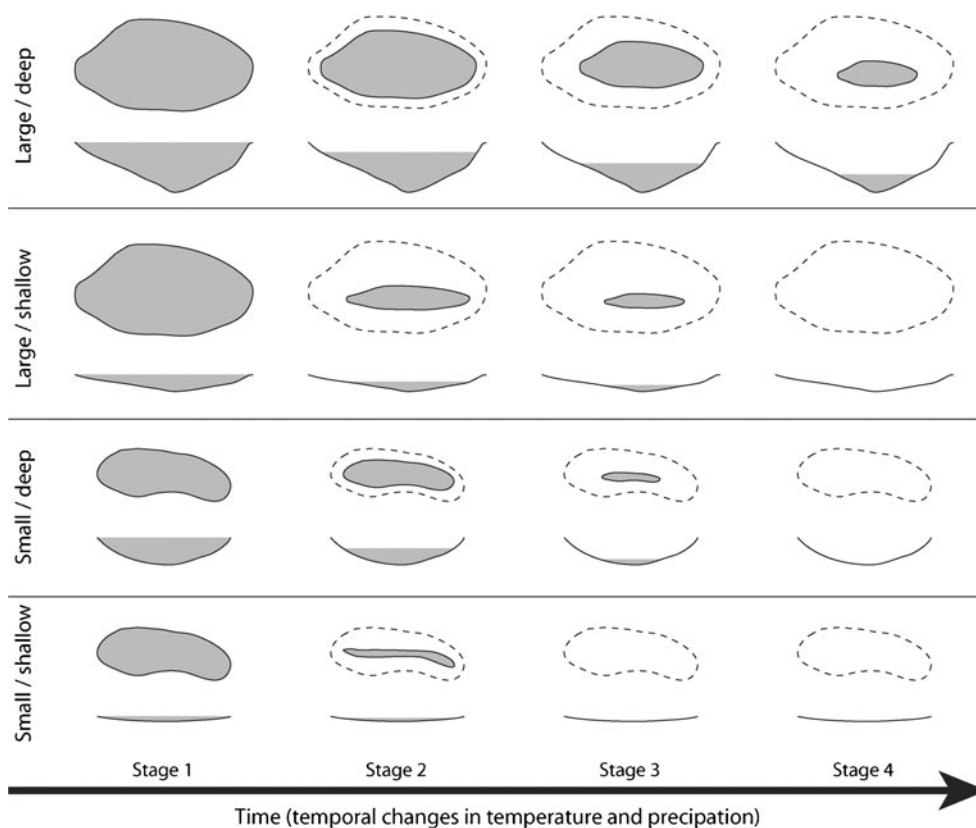 Large / deep
Large / shallow
Small / deep
Small / shallow
Stage 1
Stage 2
Stage 3
Stage 4
Time (temporal changes in temperature and precipation)